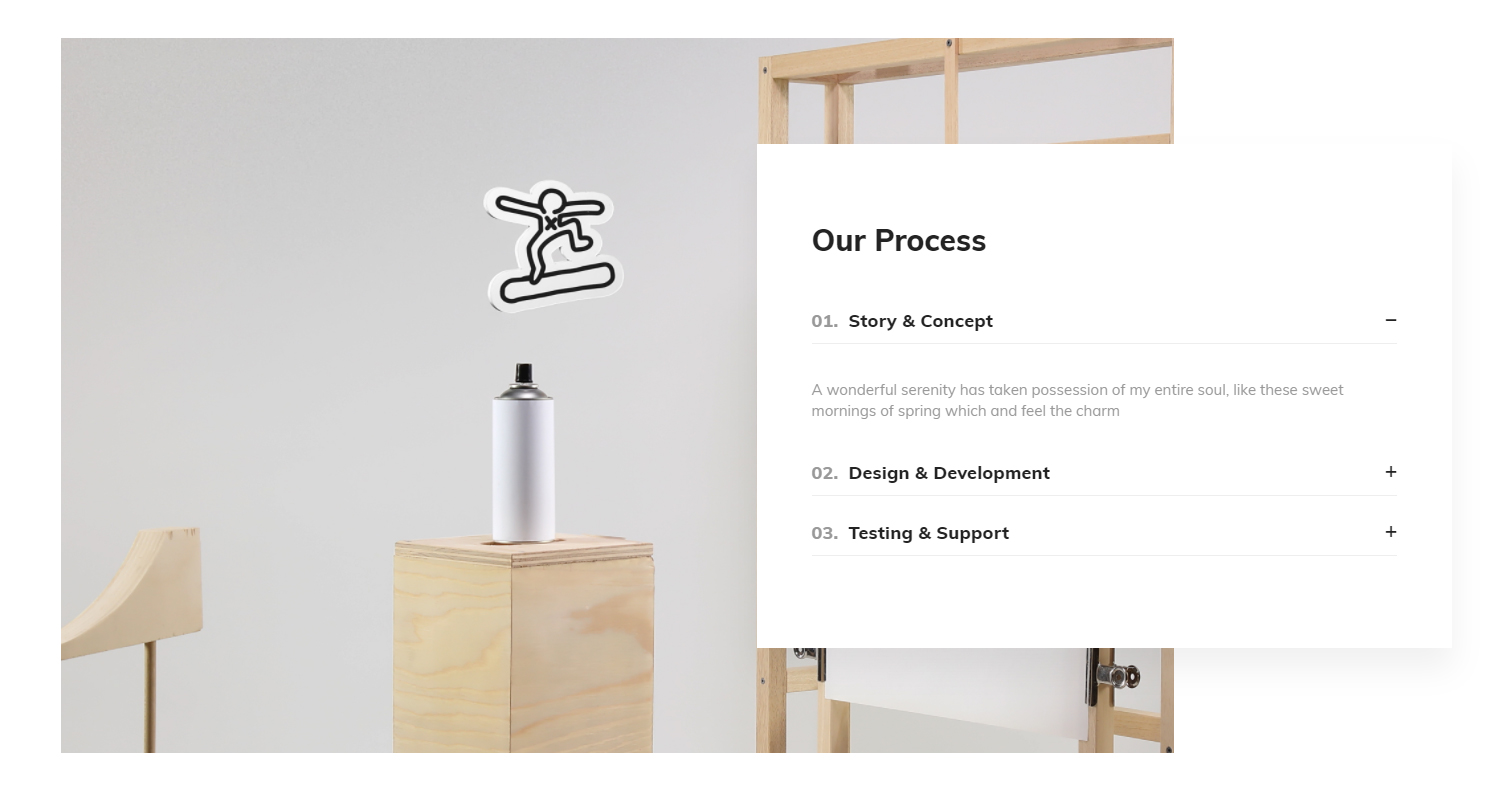 Our Process
01. Story & Concept −
A wonderful serenity has taken possession of my entire soul, like these sweet
mornings of spring which and feel the charm
02. Design & Development +
03. Testing & Support +